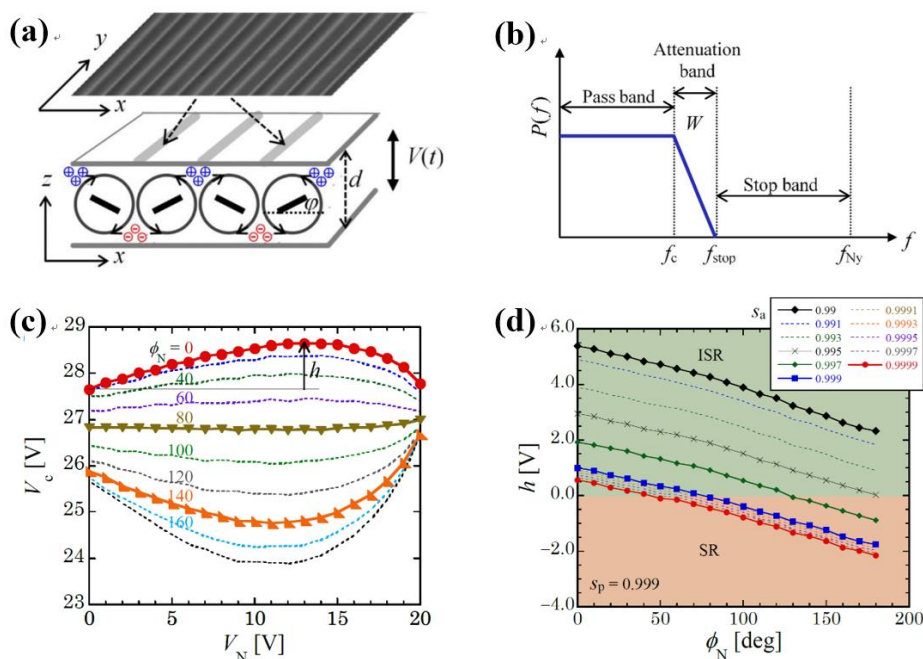 (a)
y
x
z
x
V(t)
d
φ
(b)
Attenuation
band
Pass band
W
P(f)
Stop band
f
f_c
f_stop
f_Ny
(c)
29
28
27
26
25
24
23
V_c [V]
ϕ_N = 0
40
60
80
100
120
140
160
h
0
5
10
15
20
V_N [V]
(d)
s_a
0.99
0.991
0.993
0.995
0.997
0.999
0.9991
0.9993
0.9995
0.9997
0.9999
6.0
4.0
2.0
0.0
−2.0
−4.0
h [V]
ISR
SR
s_p = 0.999
0
50
100
150
200
ϕ_N [deg]